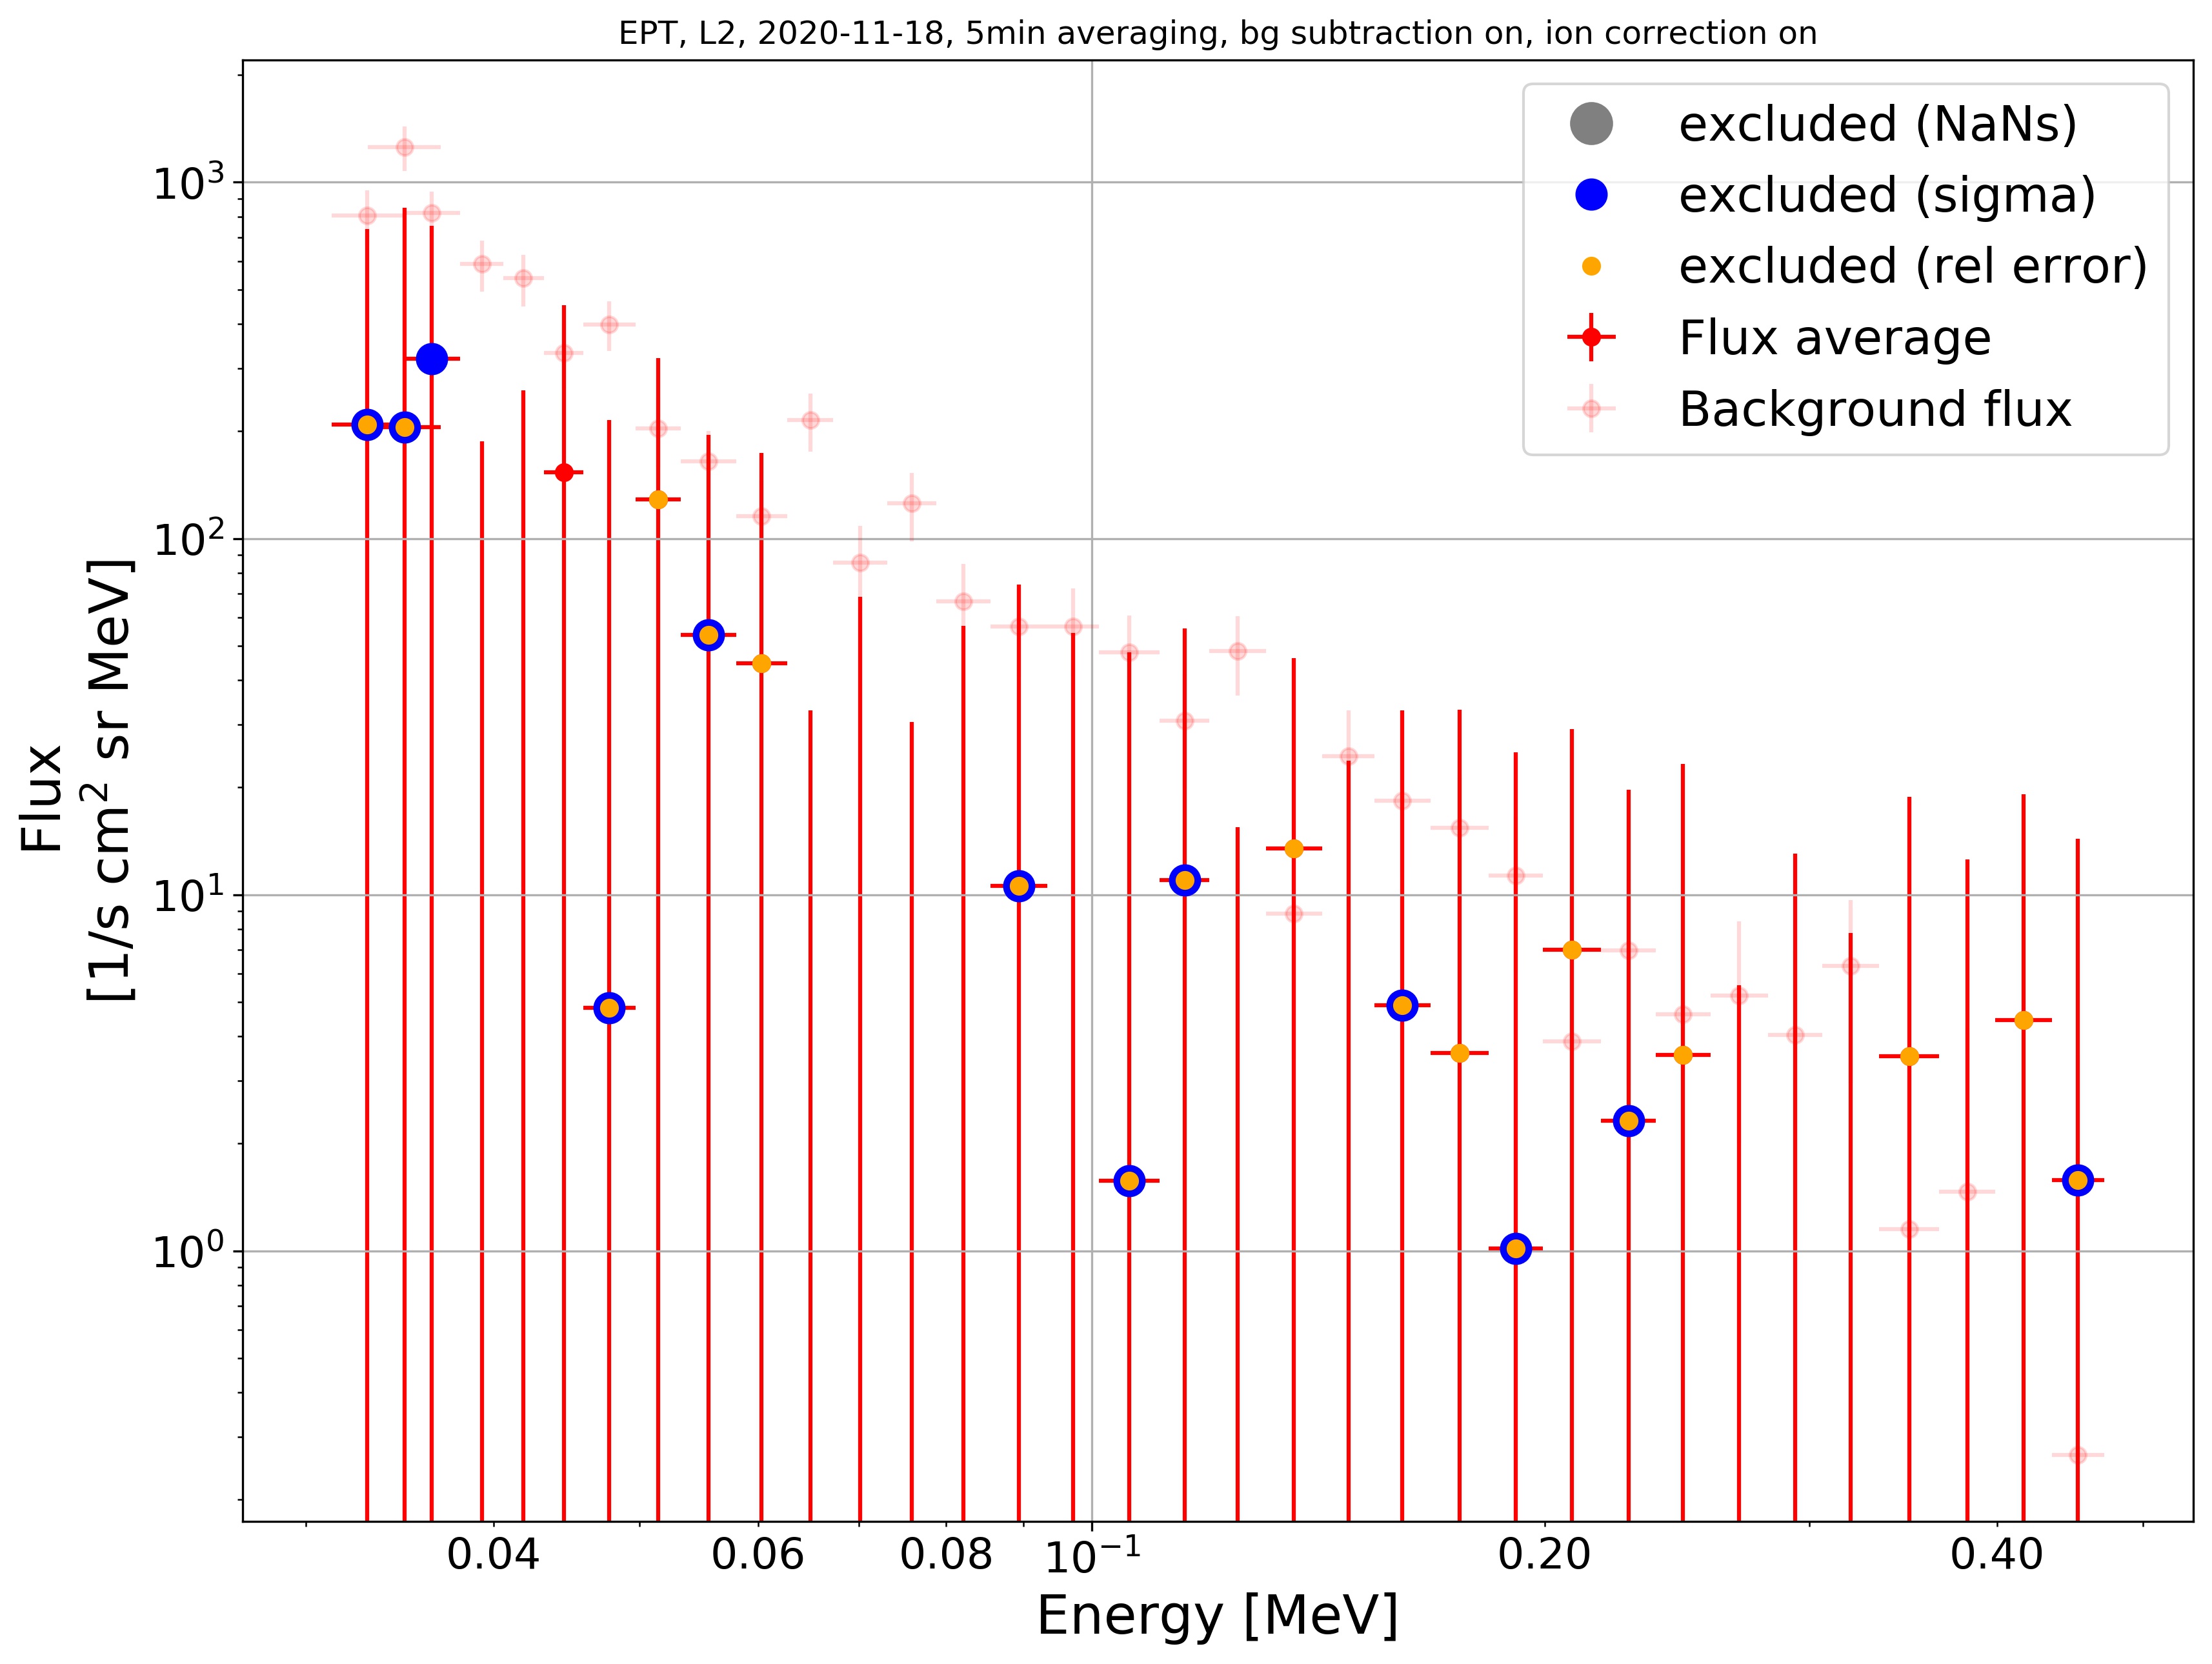 EPT, L2, 2020-11-18, 5min averaging, bg subtraction on, ion correction on
excluded (NaNs)
excluded (sigma)
excluded (rel error)
Flux average
Background flux
Flux
[1/s cm² sr MeV]
10³
10²
10¹
10⁰
0.04
0.06
0.08
10⁻¹
0.20
0.40
Energy [MeV]